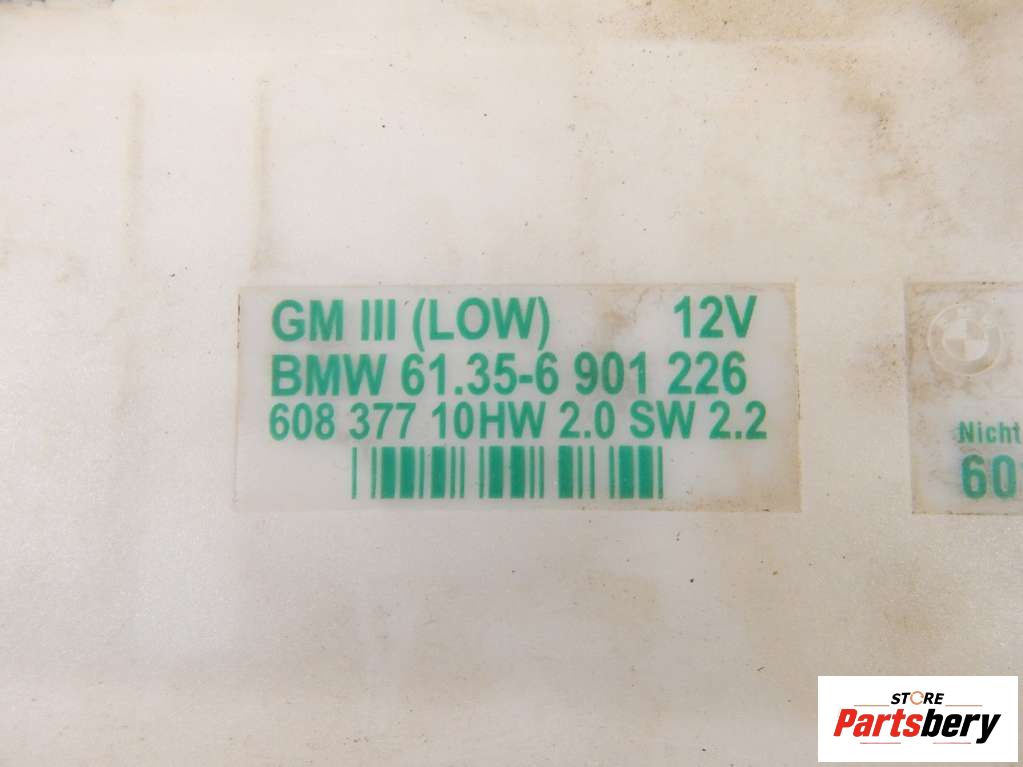 GM III (LOW) 12V
BMW 61.35-6 901 226
608 377 10HW 2.0 SW 2.2
Nicht
STORE
Partsbery